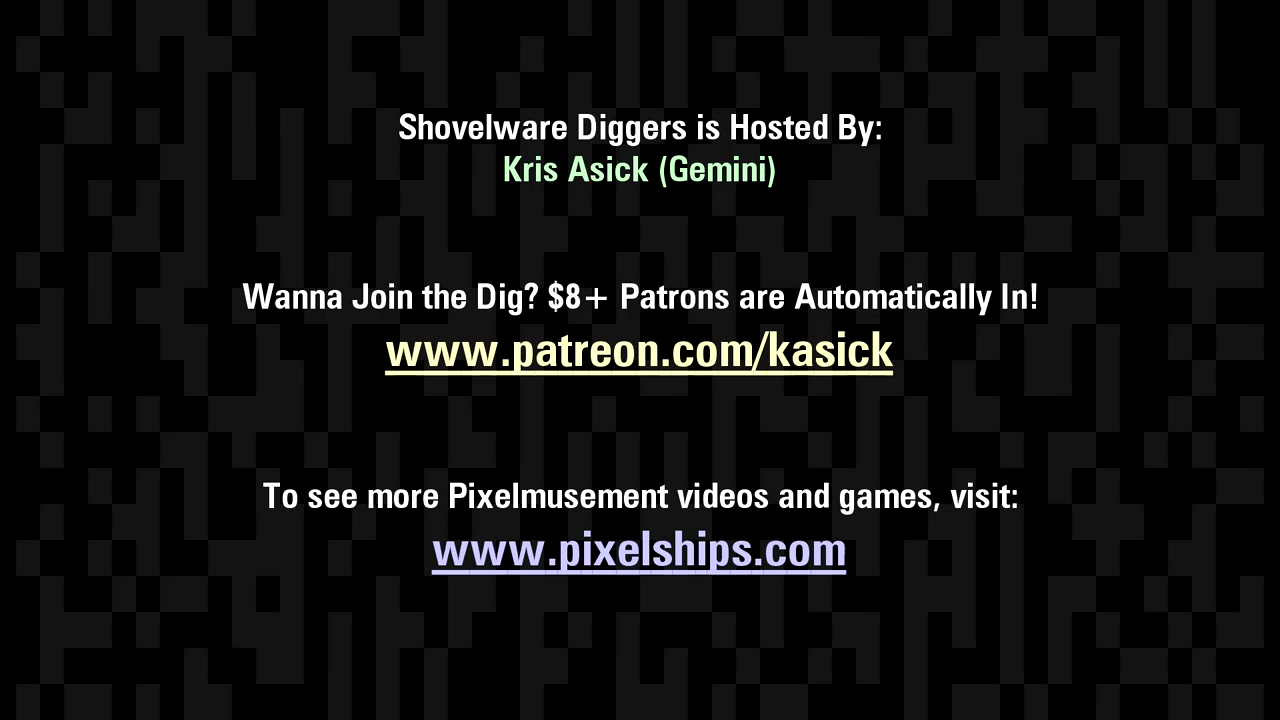 Shovelware Diggers is Hosted By:
Kris Asick (Gemini)
Wanna Join the Dig? $8+ Patrons are Automatically In!
www.patreon.com/kasick
To see more Pixelmusement videos and games, visit:
www.pixelships.com